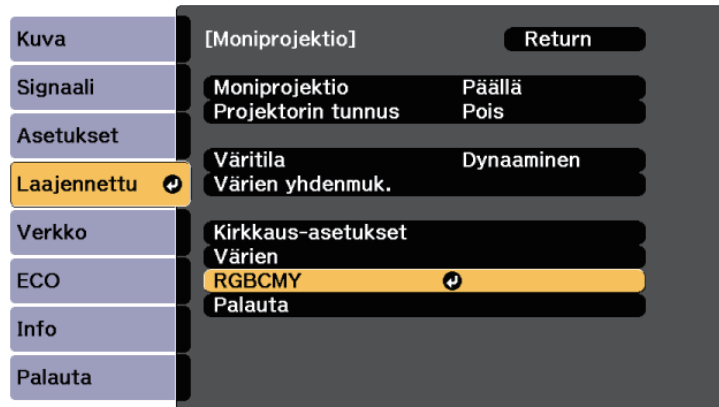 Kuva
Signaali
Asetukset
Laajennettu
Verkko
ECO
Info
Palauta
[Moniprojektio] Return
Moniprojektio Päällä
Projektorin tunnus Pois
Väritila Dynaaminen
Värien yhdenmuk.
Kirkkaus-asetukset
Värien
RGBCMY
Palauta